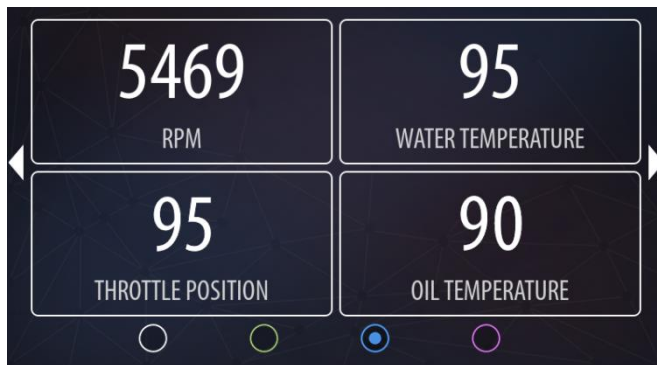 5469
RPM
95
WATER TEMPERATURE
95
THROTTLE POSITION
90
OIL TEMPERATURE